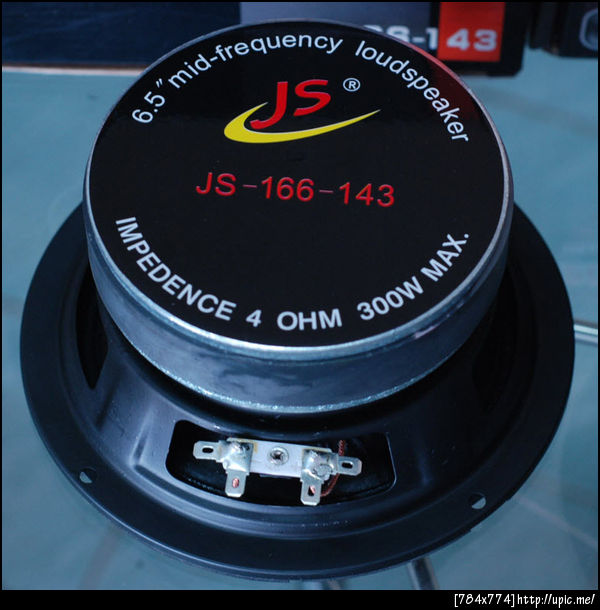 6.5" mid-frequency loudspeaker
JS ®
JS-166-143
IMPEDENCE 4 OHM 300W MAX.
S-143
[784x774]http://upic.me/